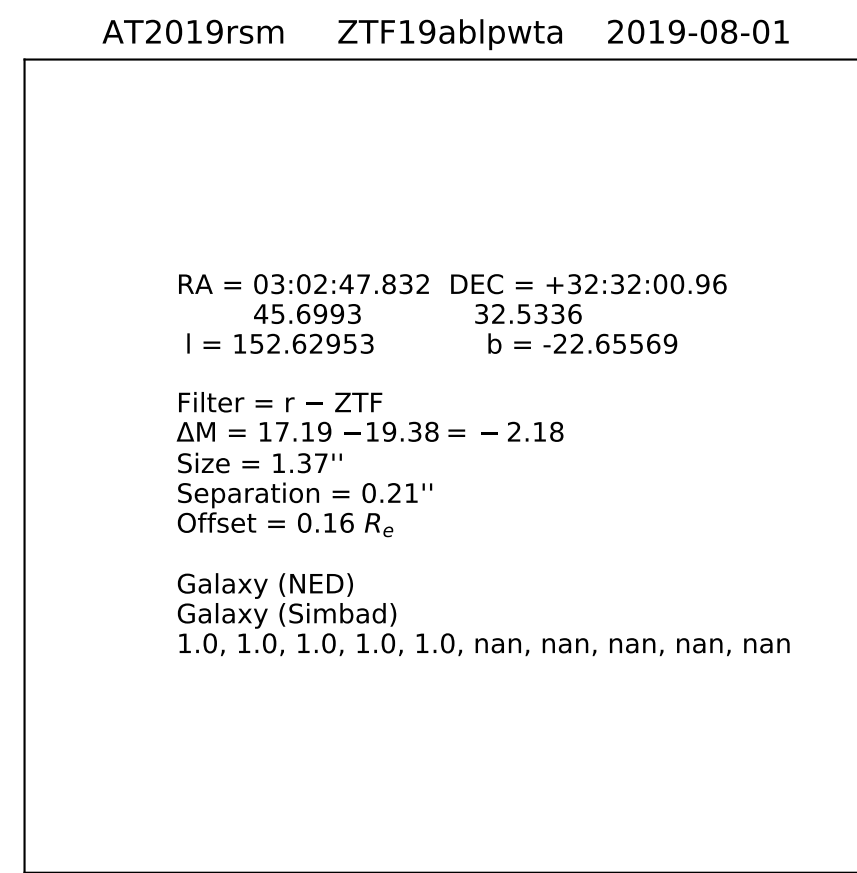 AT2019rsm ZTF19ablpwta 2019-08-01
RA = 03:02:47.832 DEC = +32:32:00.96
45.6993 32.5336
l = 152.62953 b = -22.65569
Filter = r − ZTF
ΔM = 17.19 −19.38 = − 2.18
Size = 1.37''
Separation = 0.21''
Offset = 0.16 Rₑ
Galaxy (NED)
Galaxy (Simbad)
1.0, 1.0, 1.0, 1.0, 1.0, nan, nan, nan, nan, nan